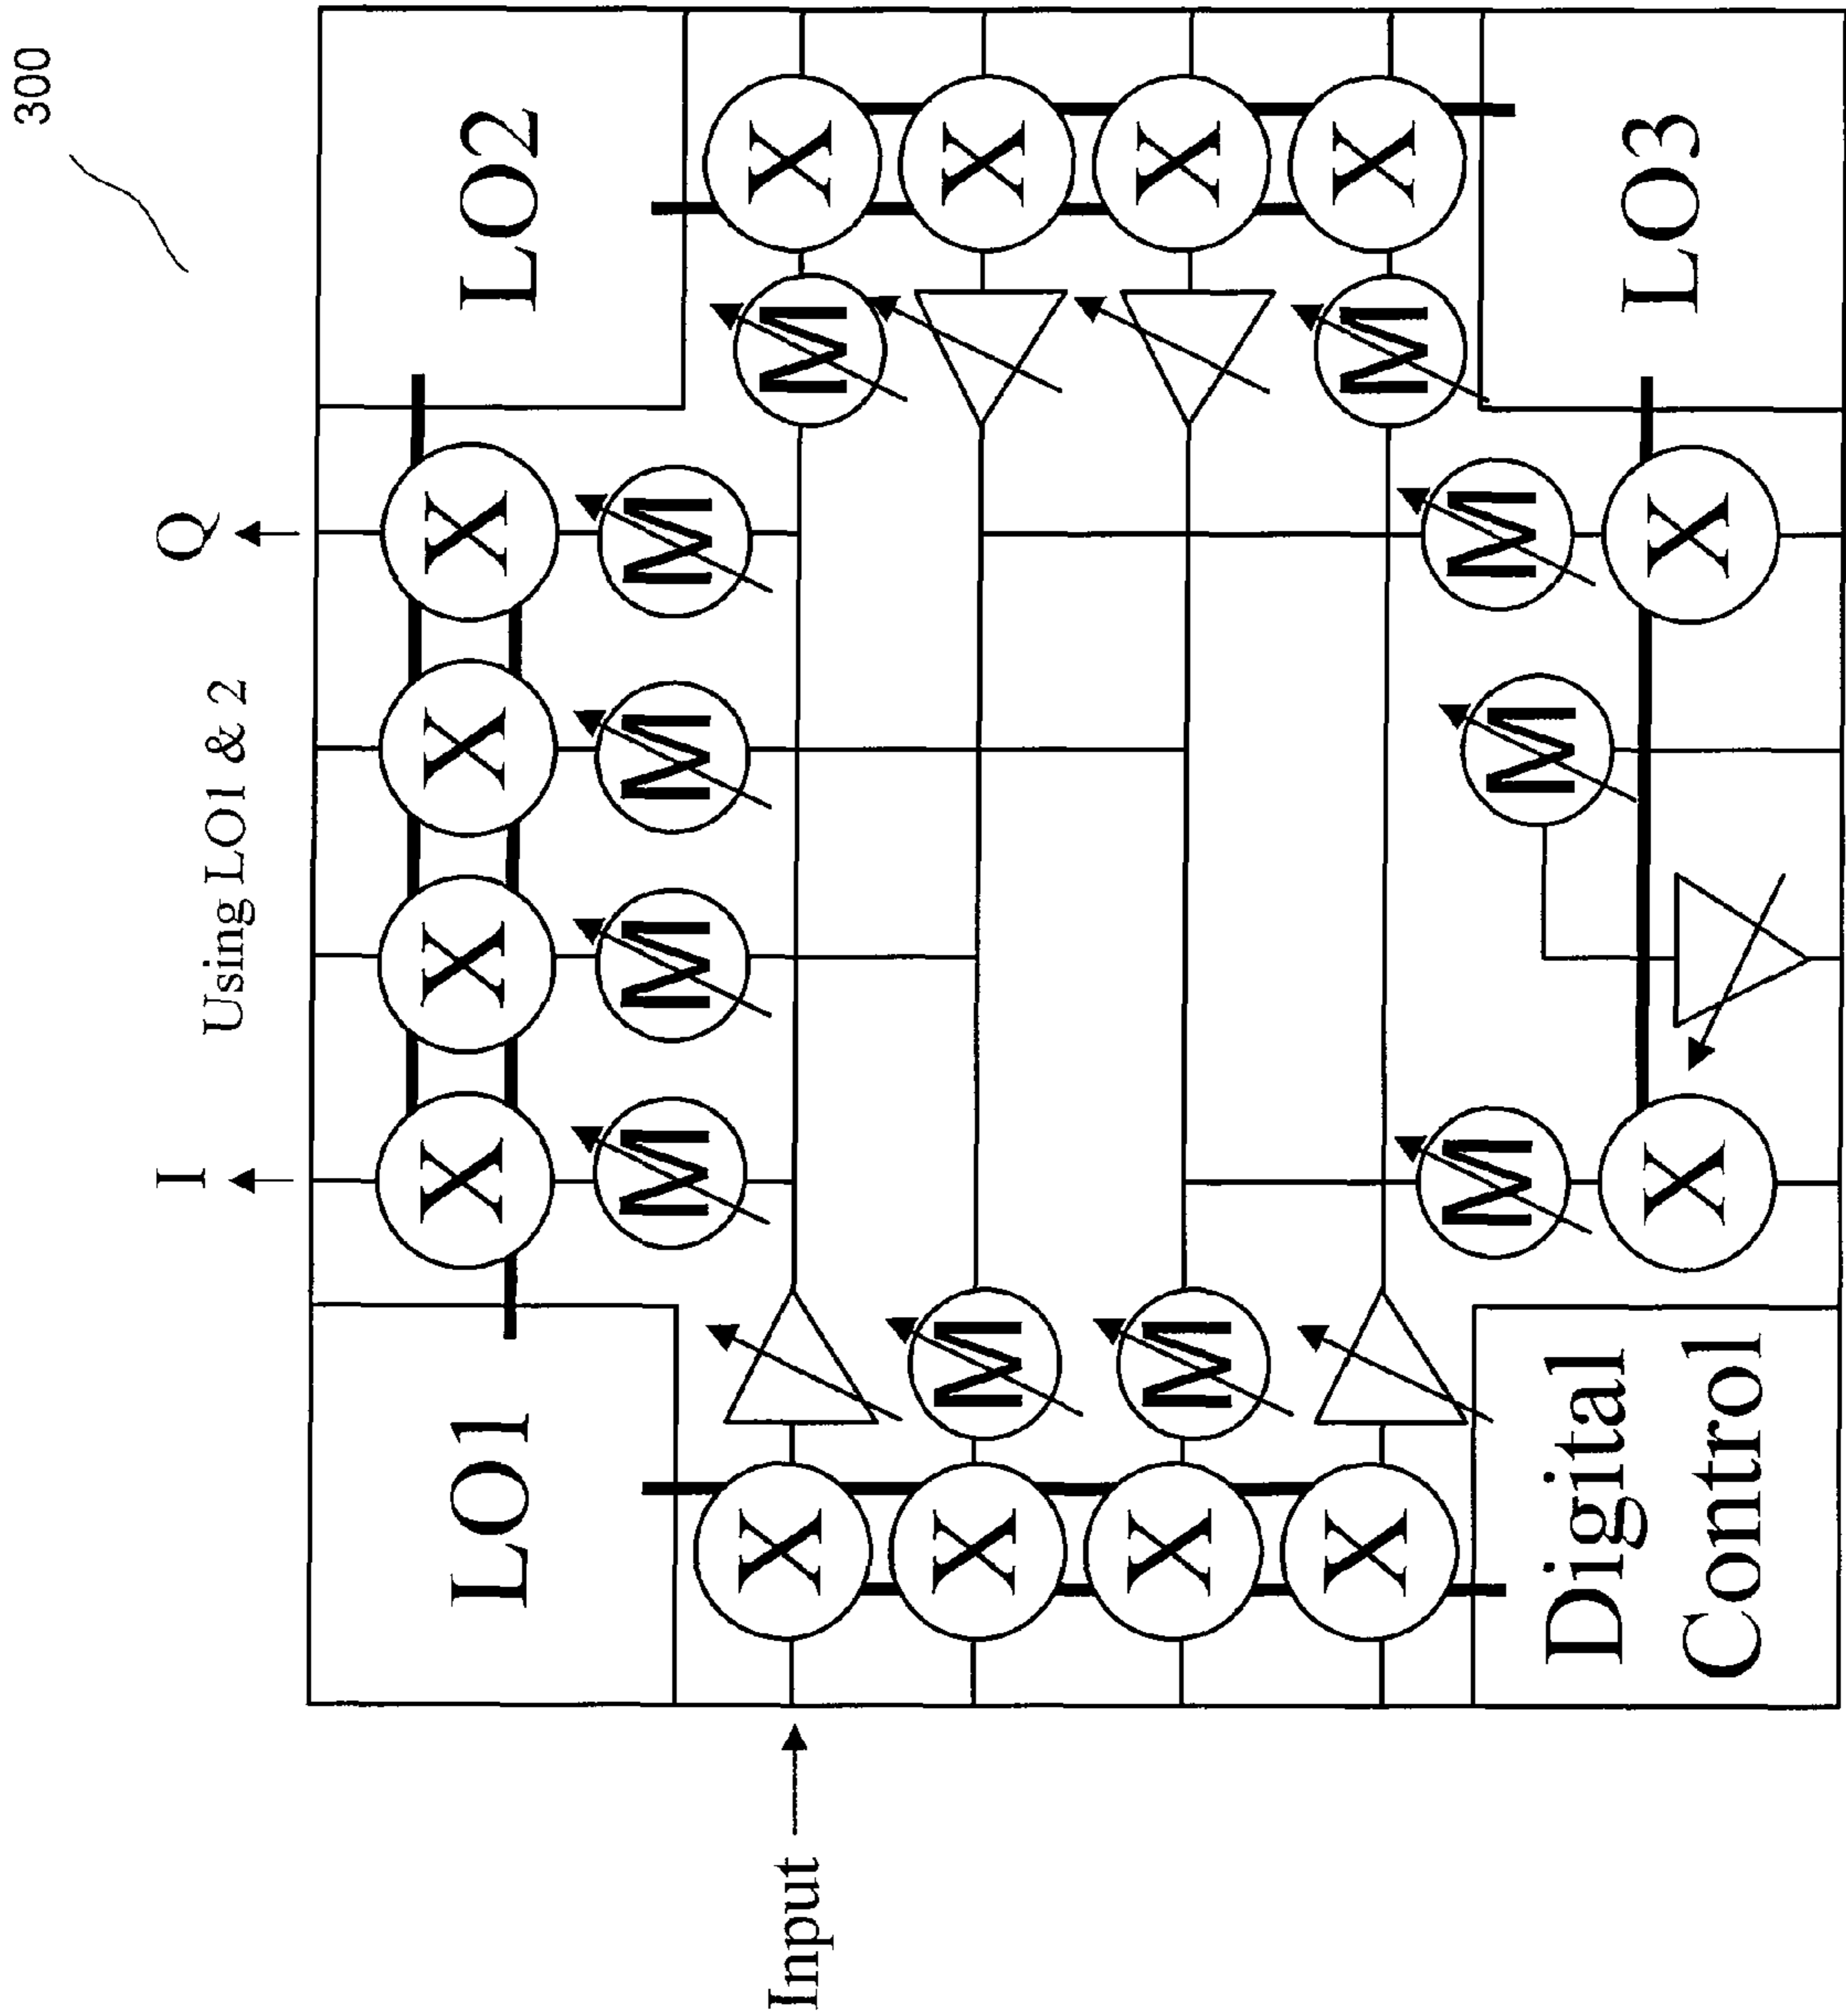 300
I Q
Using LO1 & 2
LO1 X X X X LO2
M M M M
Input X M X
X M X
X M X
X M X
M M M
Digital
Control
X X
LO3